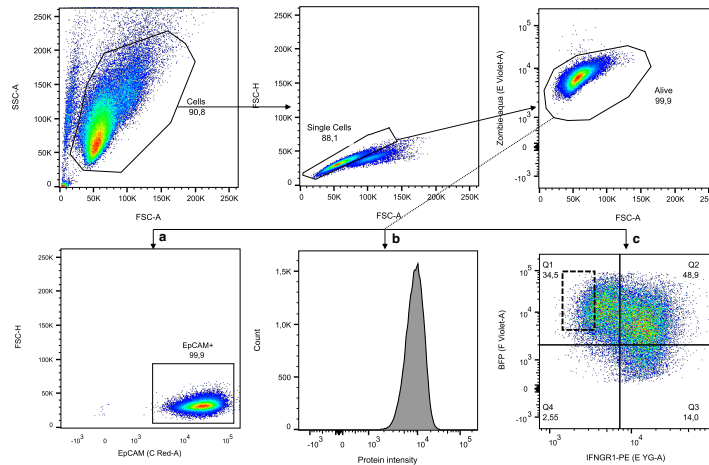 250K
200K
150K
100K
50K
0
SSC-A
Cells
90,8
0
50K
100K
150K
200K
250K
FSC-A
250K
200K
150K
100K
50K
0
FSC-H
Single Cells
88,1
0
50K
100K
150K
200K
250K
FSC-A
10^5
10^4
10^3
0
-10^3
Zombie-aqua (E Violet-A)
Alive
99,9
0
50K
100K
150K
200K
250K
FSC-A
a
b
c
250K
200K
150K
100K
50K
0
FSC-H
EpCAM+
99,9
-10^3
0
10^3
10^4
10^5
EpCAM (C Red-A)
1,5K
1,0K
500
0
Count
-10^3
0
10^3
10^4
10^5
Protein intensity
10^5
10^4
10^3
0
-10^3
BFP (F Violet-A)
Q1
34,5
Q2
48,9
Q4
2,55
Q3
14,0
10^3
10^4
IFNGR1-PE (E YG-A)